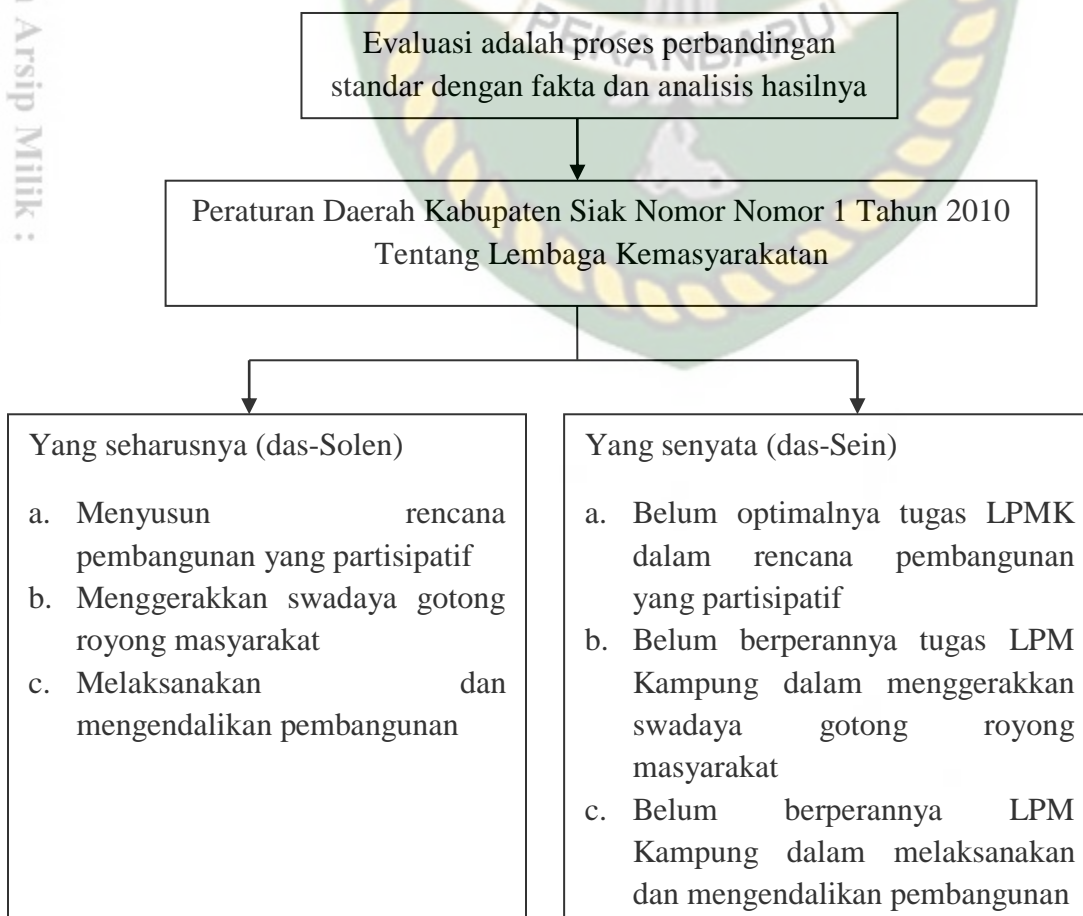 Arsip Milik :
PEKANBARU
Evaluasi adalah proses perbandingan
standar dengan fakta dan analisis hasilnya
Peraturan Daerah Kabupaten Siak Nomor Nomor 1 Tahun 2010
Tentang Lembaga Kemasyarakatan
Yang seharusnya (das-Solen)
a. Menyusun rencana
pembangunan yang partisipatif
b. Menggerakkan swadaya gotong
royong masyarakat
c. Melaksanakan dan
mengendalikan pembangunan
Yang senyata (das-Sein)
a. Belum optimalnya tugas LPMK
dalam rencana pembangunan
yang partisipatif
b. Belum berperannya tugas LPM
Kampung dalam menggerakkan
swadaya gotong royong
masyarakat
c. Belum berperannya LPM
Kampung dalam melaksanakan
dan mengendalikan pembangunan